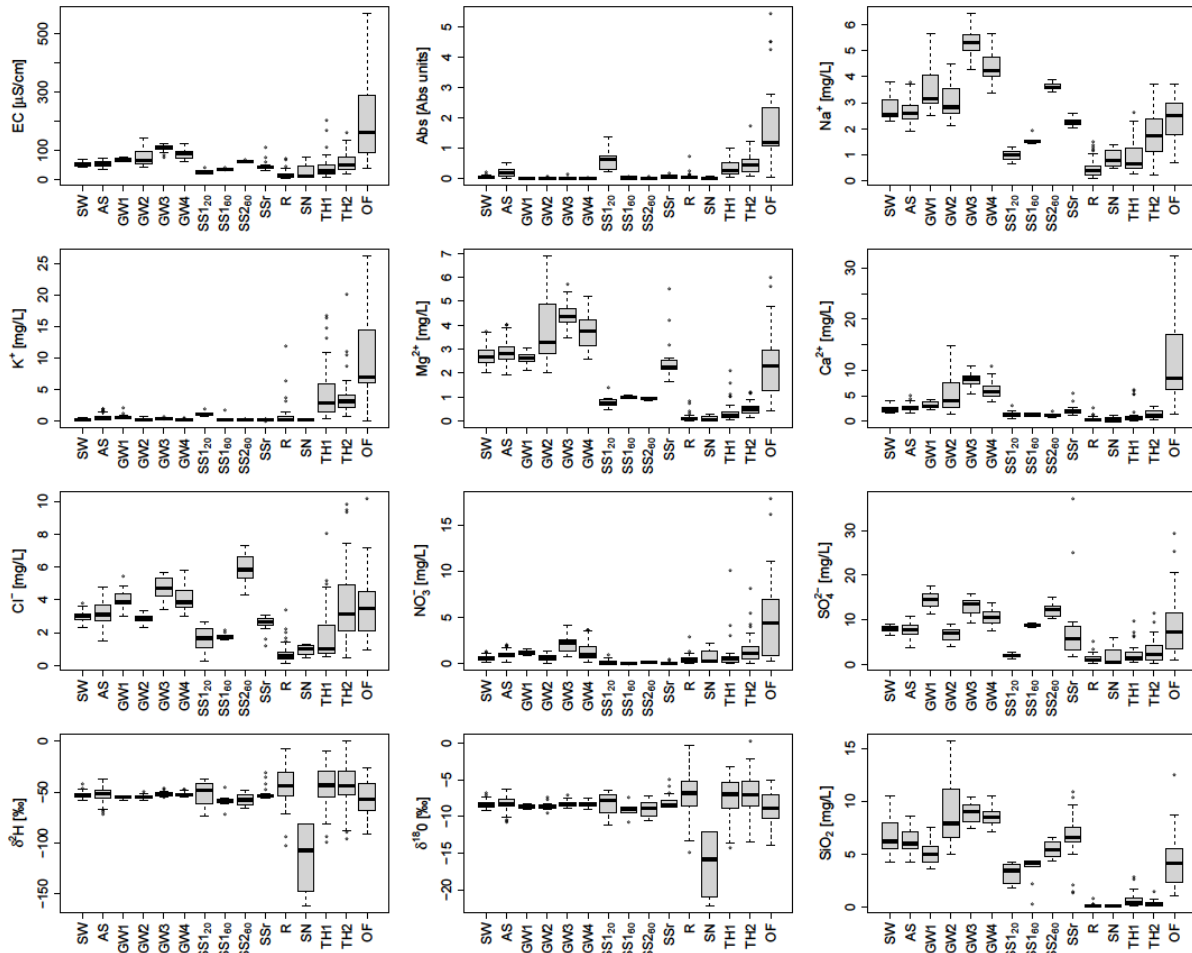 EC [µS/cm]
0 100 300 500
SW AS GW1 GW2 GW3 GW4 SS1₂₀ SS1₆₀ SS2₆₀ SSr R SN TH1 TH2 OF
Abs [Abs units]
0 1 2 3 4 5
SW AS GW1 GW2 GW3 GW4 SS1₂₀ SS1₆₀ SS2₆₀ SSr R SN TH1 TH2 OF
Na⁺ [mg/L]
0 1 2 3 4 5 6
SW AS GW1 GW2 GW3 GW4 SS1₂₀ SS1₆₀ SS2₆₀ SSr R SN TH1 TH2 OF
K⁺ [mg/L]
0 5 10 15 20 25
SW AS GW1 GW2 GW3 GW4 SS1₂₀ SS1₆₀ SS2₆₀ SSr R SN TH1 TH2 OF
Mg²⁺ [mg/L]
0 1 2 3 4 5 6 7
SW AS GW1 GW2 GW3 GW4 SS1₂₀ SS1₆₀ SS2₆₀ SSr R SN TH1 TH2 OF
Ca²⁺ [mg/L]
0 5 10 20 30
SW AS GW1 GW2 GW3 GW4 SS1₂₀ SS1₆₀ SS2₆₀ SSr R SN TH1 TH2 OF
Cl⁻ [mg/L]
0 2 4 6 8 10
SW AS GW1 GW2 GW3 GW4 SS1₂₀ SS1₆₀ SS2₆₀ SSr R SN TH1 TH2 OF
NO₃⁻ [mg/L]
0 5 10 15
SW AS GW1 GW2 GW3 GW4 SS1₂₀ SS1₆₀ SS2₆₀ SSr R SN TH1 TH2 OF
SO₄²⁻ [mg/L]
0 10 20 30
SW AS GW1 GW2 GW3 GW4 SS1₂₀ SS1₆₀ SS2₆₀ SSr R SN TH1 TH2 OF
δ²H [‰]
−150 −100 −50 0
SW AS GW1 GW2 GW3 GW4 SS1₂₀ SS1₆₀ SS2₆₀ SSr R SN TH1 TH2 OF
δ¹⁸0 [‰]
−20 −15 −10 −5 0
SW AS GW1 GW2 GW3 GW4 SS1₂₀ SS1₆₀ SS2₆₀ SSr R SN TH1 TH2 OF
SiO₂ [mg/L]
0 5 10 15
SW AS GW1 GW2 GW3 GW4 SS1₂₀ SS1₆₀ SS2₆₀ SSr R SN TH1 TH2 OF